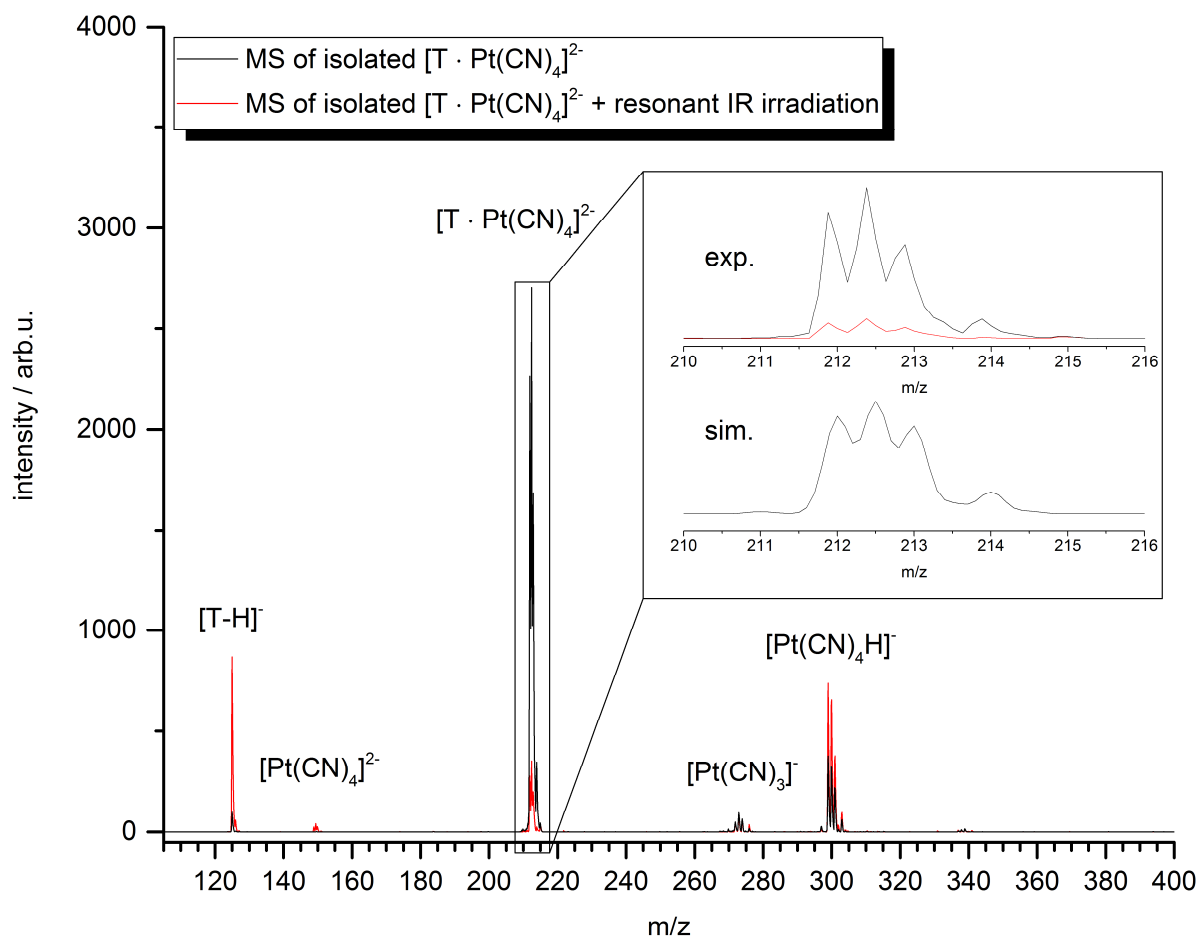 MS of isolated [T · Pt(CN)₄]²⁻
MS of isolated [T · Pt(CN)₄]²⁻ + resonant IR irradiation
intensity / arb.u.
4000
3000
2000
1000
0
[T · Pt(CN)₄]²⁻
[T-H]⁻
[Pt(CN)₄]²⁻
[Pt(CN)₃]⁻
[Pt(CN)₄H]⁻
exp.
210 211 212 213 214 215 216
m/z
sim.
210 211 212 213 214 215 216
m/z
120 140 160 180 200 220 240 260 280 300 320 340 360 380 400
m/z